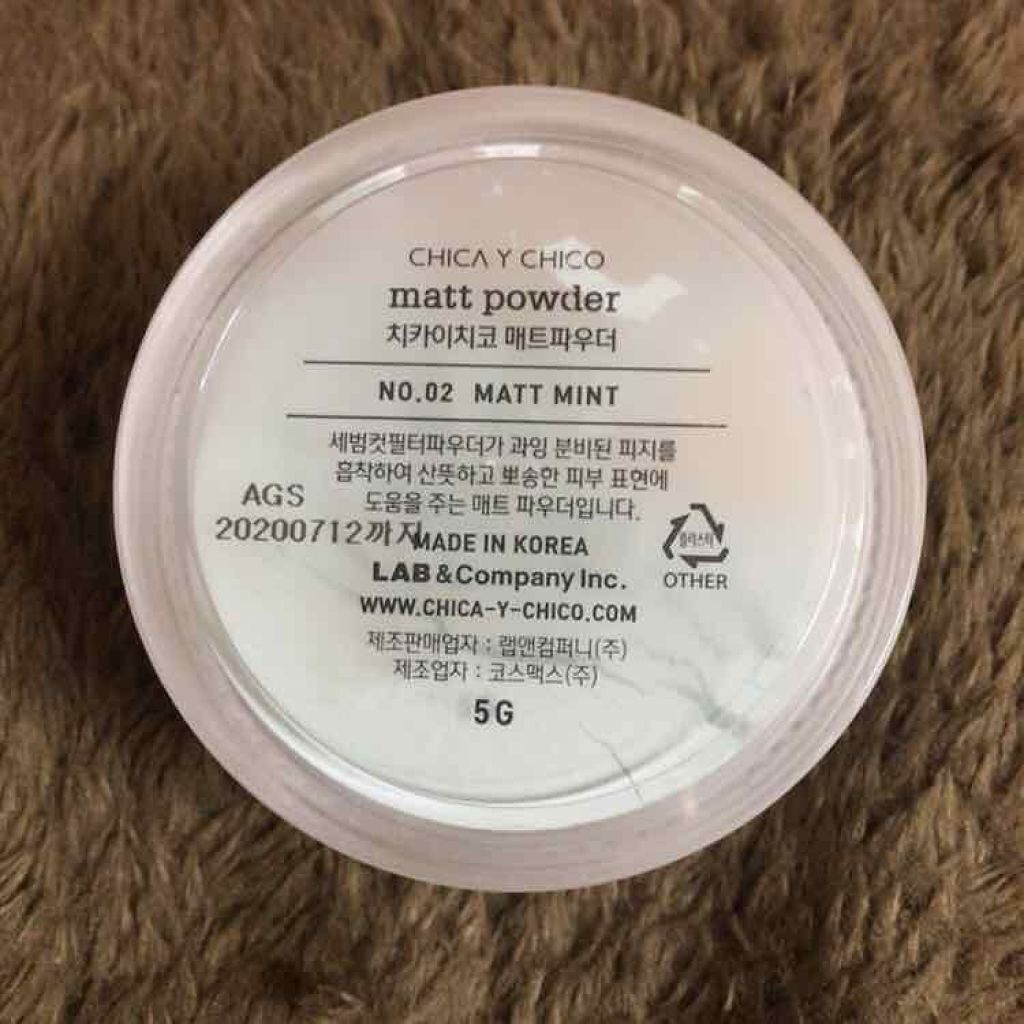 CHICA Y CHICO
matt powder
치카이치코 매트파우더
NO.02 MATT MINT
세범컷필터파우더가 과잉 분비된 피지를
흡착하여 산뜻하고 뽀송한 피부 표현에
도움을 주는 매트 파우더입니다.
AGS
20200712까지
MADE IN KOREA
LAB & Company Inc.
WWW.CHICA-Y-CHICO.COM
플라스틱
OTHER
제조판매업자 : 랩앤컴퍼니(주)
제조업자 : 코스맥스(주)
5G